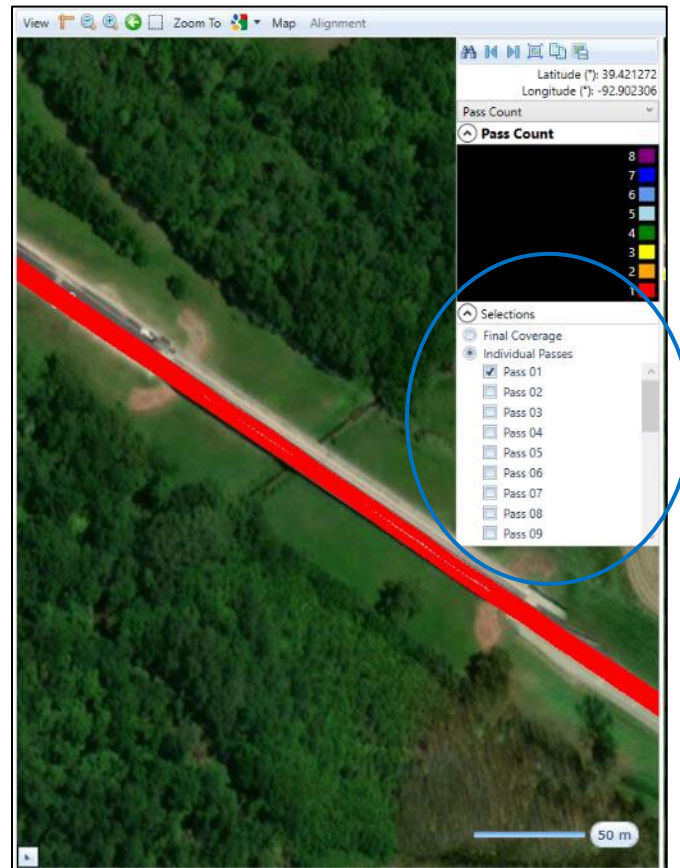 View Zoom To Map Alignment
Latitude (°): 39.421272
Longitude (°): -92.902306
Pass Count
Pass Count
8
7
6
5
4
3
2
1
Selections
Final Coverage
Individual Passes
Pass 01
Pass 02
Pass 03
Pass 04
Pass 05
Pass 06
Pass 07
Pass 08
Pass 09
50 m